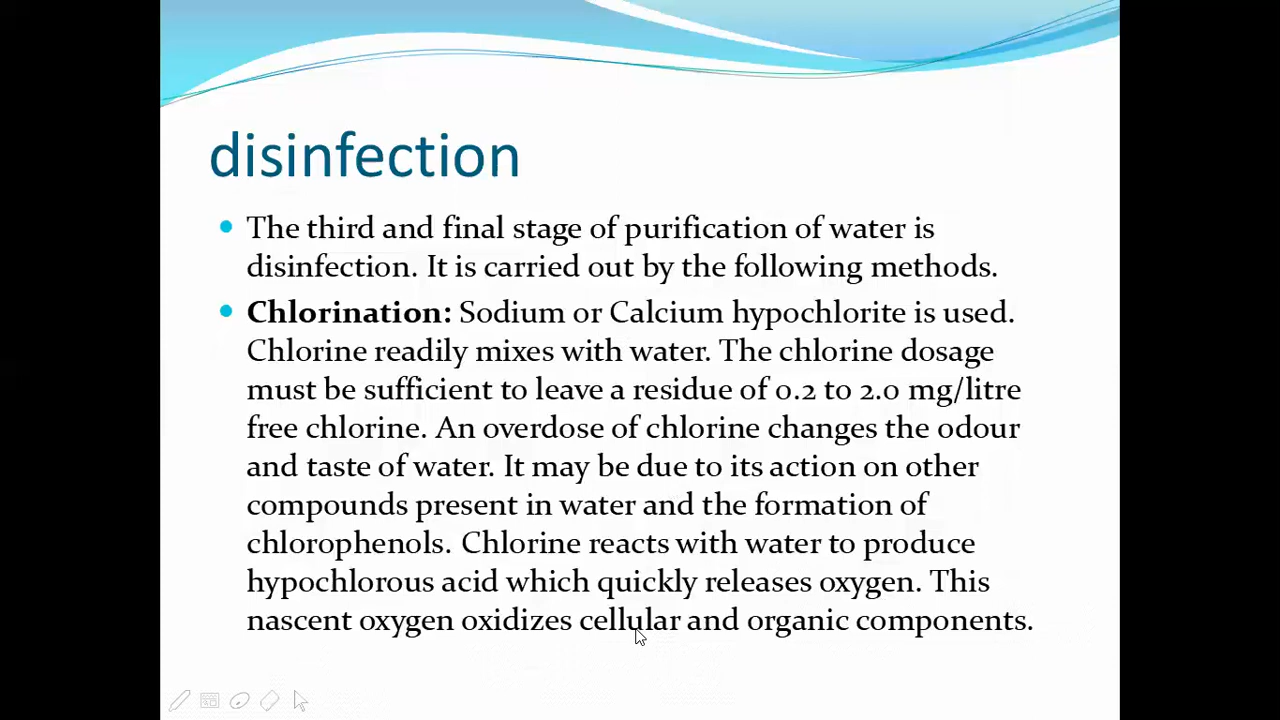 disinfection
The third and final stage of purification of water is
disinfection. It is carried out by the following methods.
Chlorination: Sodium or Calcium hypochlorite is used.
Chlorine readily mixes with water. The chlorine dosage
must be sufficient to leave a residue of 0.2 to 2.0 mg/litre
free chlorine. An overdose of chlorine changes the odour
and taste of water. It may be due to its action on other
compounds present in water and the formation of
chlorophenols. Chlorine reacts with water to produce
hypochlorous acid which quickly releases oxygen. This
nascent oxygen oxidizes cellular and organic components.